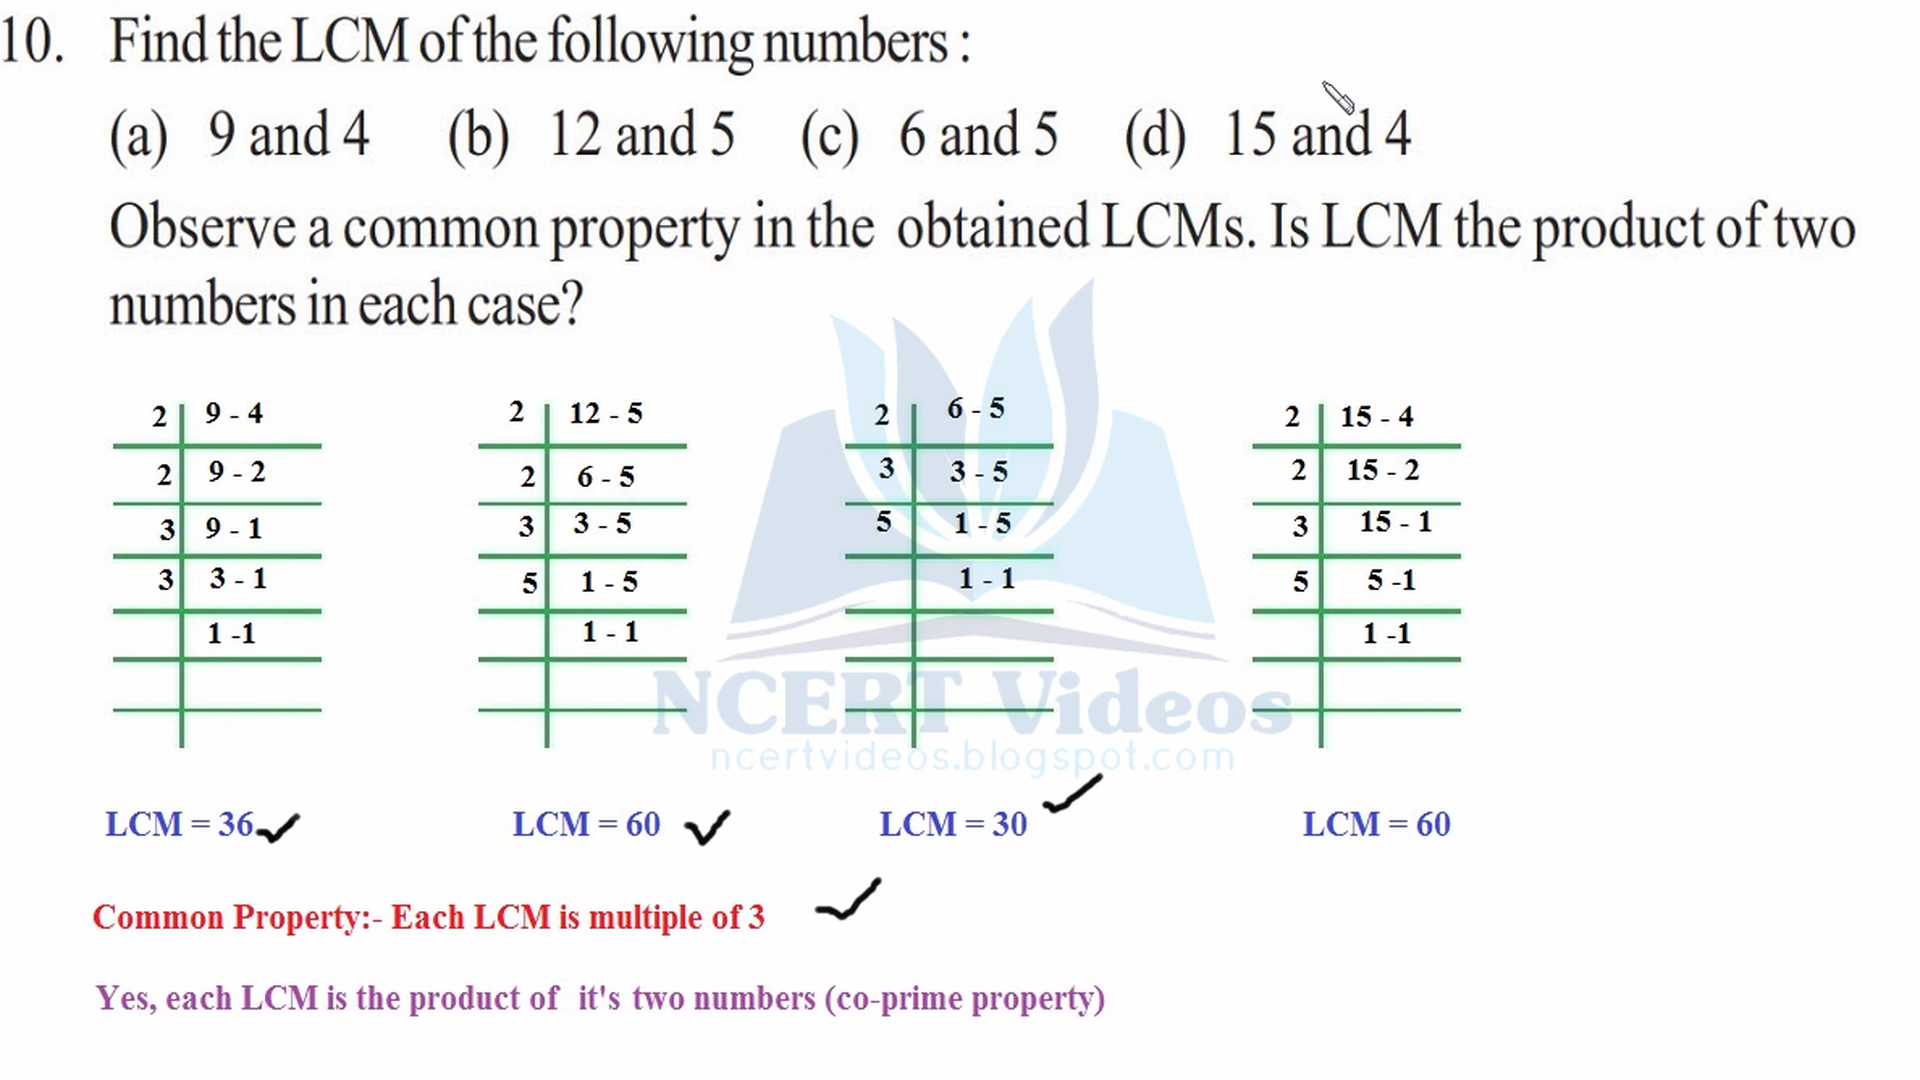 10. Find the LCM of the following numbers :
(a) 9 and 4 (b) 12 and 5 (c) 6 and 5 (d) 15 and 4
Observe a common property in the obtained LCMs. Is LCM the product of two
numbers in each case?
2 9 - 4
2 9 - 2
3 9 - 1
3 3 - 1
1 -1
2 12 - 5
2 6 - 5
3 3 - 5
5 1 - 5
1 - 1
2 6 - 5
3 3 - 5
5 1 - 5
1 - 1
2 15 - 4
2 15 - 2
3 15 - 1
5 5 -1
1 -1
NCERT Videos
ncertvideos.blogspot.com
LCM = 36 LCM = 60 LCM = 30 LCM = 60
Common Property:- Each LCM is multiple of 3
Yes, each LCM is the product of it's two numbers (co-prime property)